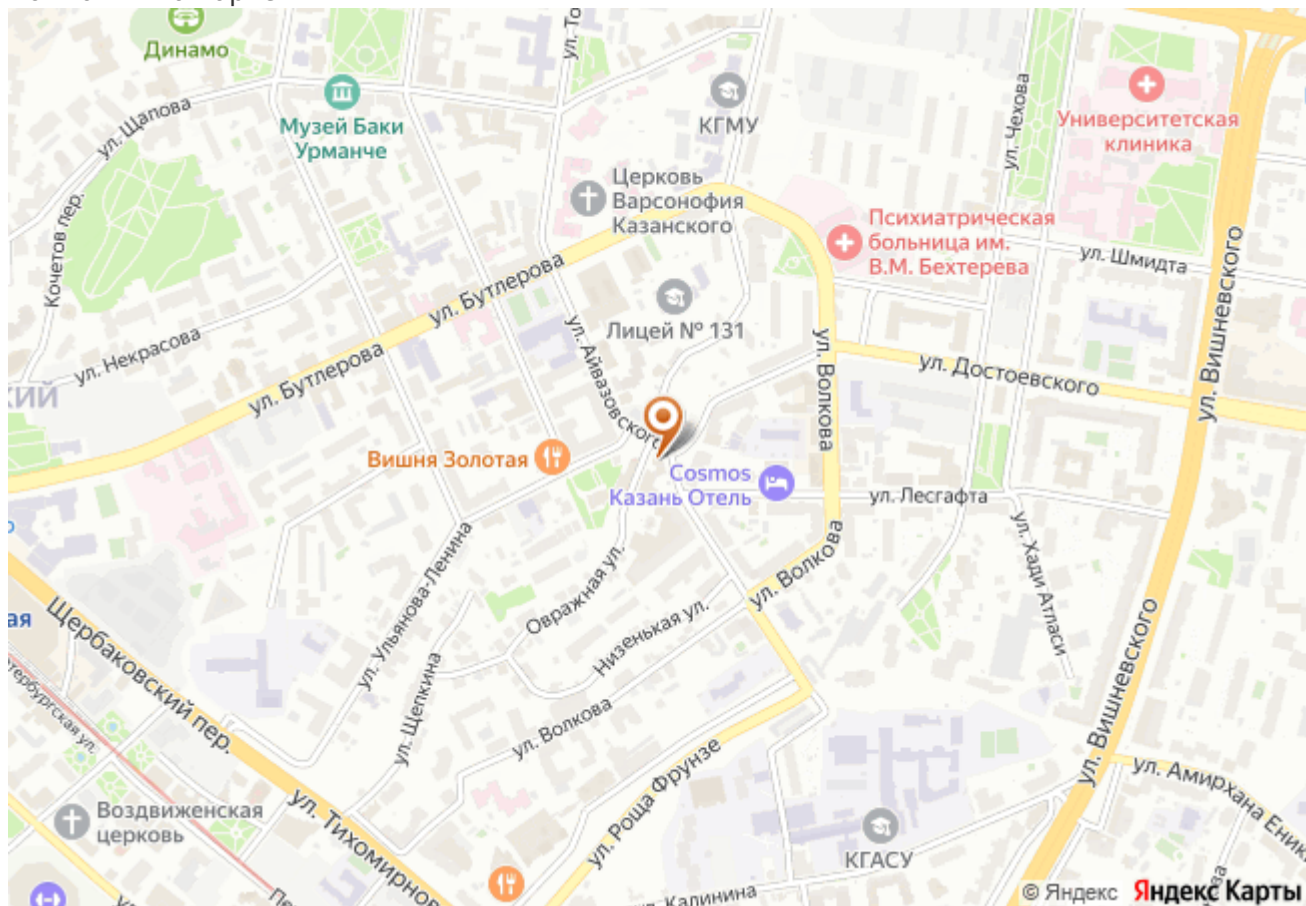 Динамо
ул. Щапова
Музей Баки
Урманче
КГМУ
ул. Чехова
Университетская
клиника
Кочетов пер.
Церковь
Варсонофия
Казанского
Психиатрическая
больница им.
В.М. Бехтерева
ул. Шмидта
ул. Вишневского
ул. Бутлерова
ул. Некрасова
Лицей № 131
ул. Айвазовского
ул. Волкова
ул. Достоевского
ул. Вишневского
ул. Бутлерова
Вишня Золотая
Cosmos
Казань Отель
ул. Лесгафта
ул. Хади Атласи
ул. Волкова
Овражная ул.
ул. Ульянова-Ленина
Низенькая ул.
Щербаковский пер.
ул. Щепкина
ул. Волкова
ул. Вишневского
ул. Роща Фрунзе
Воздвиженская
церковь
ул. Тихомирнов
КГАСУ
ул. Амирхана Еник
Калинина
© Яндекс Яндекс Карты